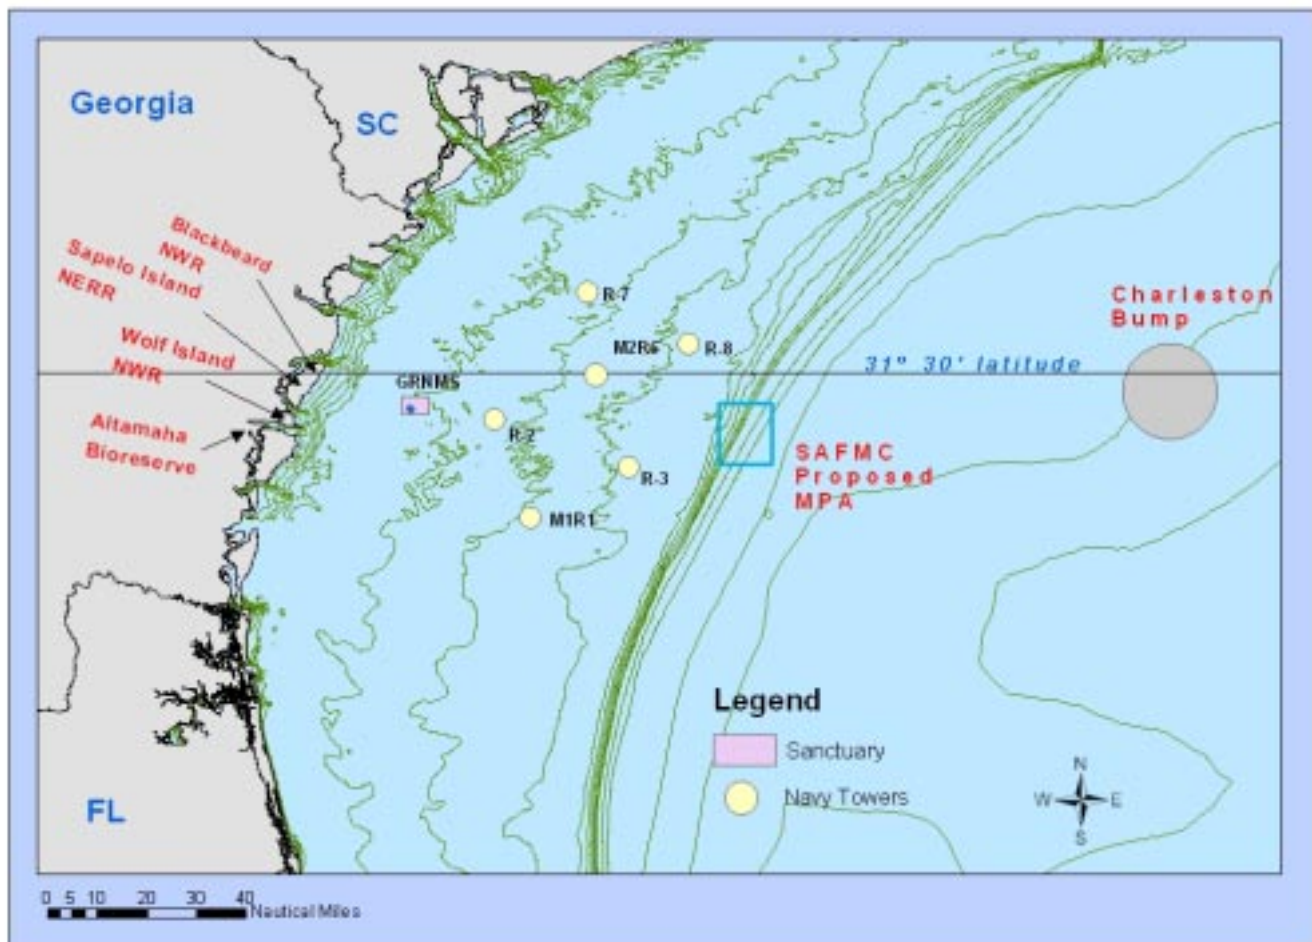 Georgia
SC
Blackbeard
NWR
Sapelo Island
NERR
Wolf Island
NWR
Altamaha
Bioreserve
R-7
Charleston
Bump
M2R6
R-8
31° 30' latitude
GRNMS
R-2
SAFMC
Proposed
MPA
R-3
M1R1
Legend
Sanctuary
Navy Towers
N
W E
S
FL
0 5 10 20 30 40
Nautical Miles